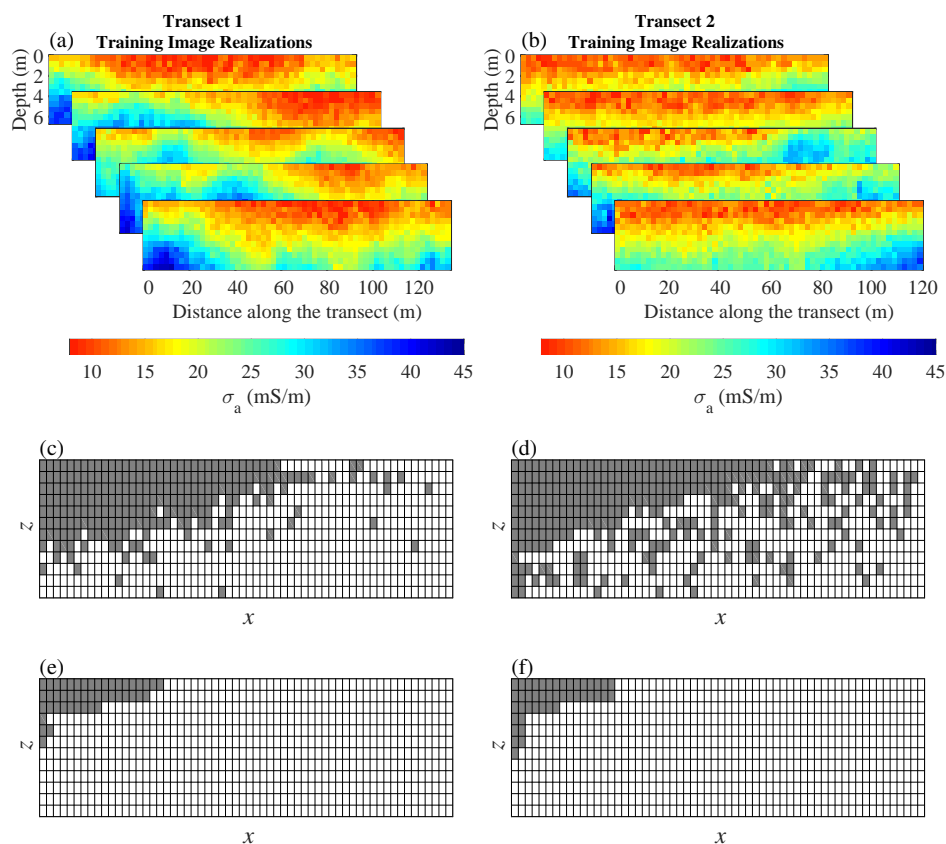 Transect 1
Training Image Realizations
(a)
Depth (m)
0
2
4
6
0 20 40 60 80 100 120
Distance along the transect (m)
10 15 20 25 30 35 40 45
σa (mS/m)
Transect 2
Training Image Realizations
(b)
Depth (m)
0
2
4
6
0 20 40 60 80 100 120
Distance along the transect (m)
10 15 20 25 30 35 40 45
σa (mS/m)
(c)
z
x
(d)
z
x
(e)
z
x
(f)
z
x